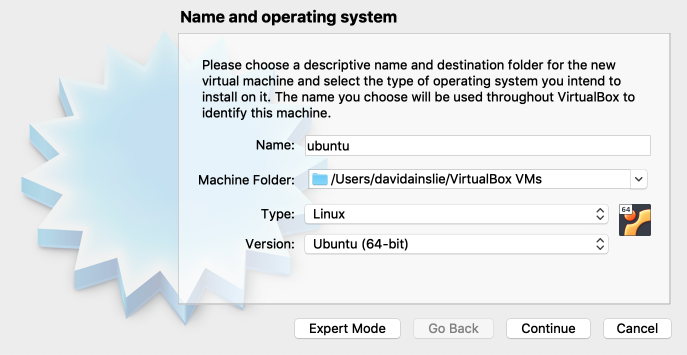 Name and operating system
Please choose a descriptive name and destination folder for the new
virtual machine and select the type of operating system you intend to
install on it. The name you choose will be used throughout VirtualBox to
identify this machine.
Name: ubuntu
Machine Folder: /Users/davidainslie/VirtualBox VMs
Type: Linux
64
Version: Ubuntu (64-bit)
Expert Mode Go Back Continue Cancel